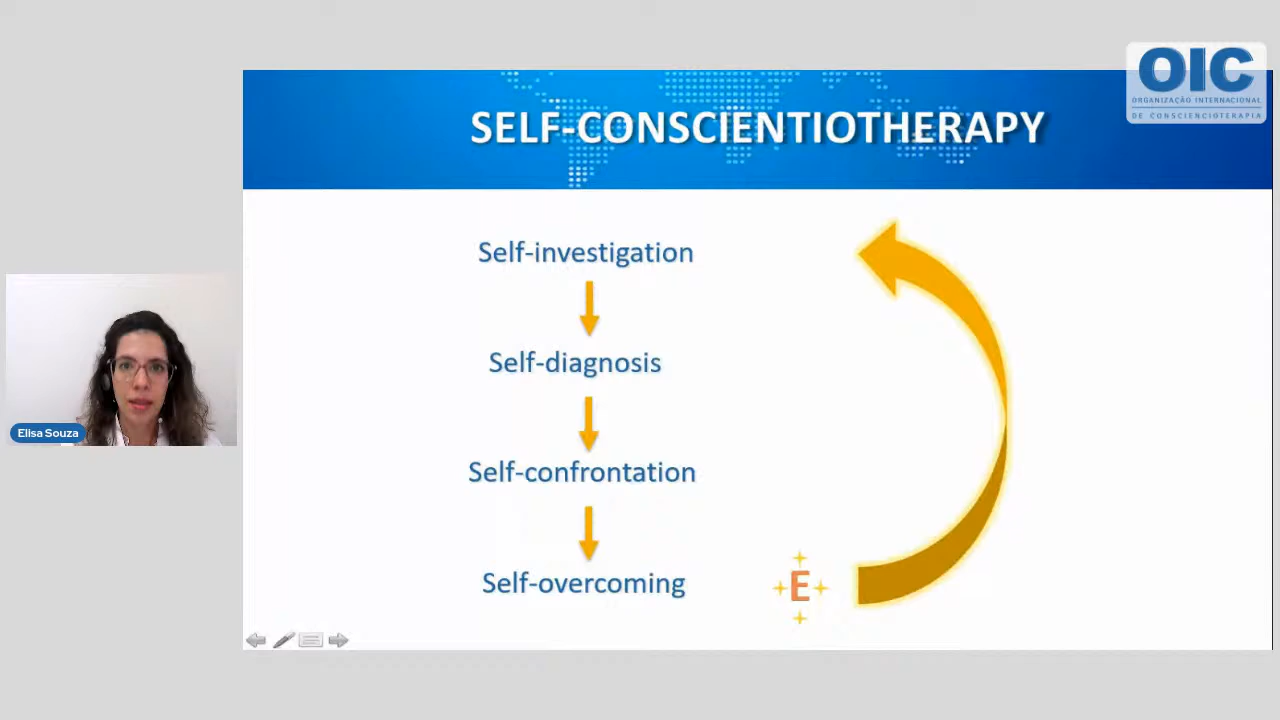 OIC
ORGANIZAÇÃO INTERNACIONAL
DE CONSCIENCIOTERAPIA
SELF-CONSCIENTIOTHERAPY
Self-investigation
Self-diagnosis
Self-confrontation
Self-overcoming
E
Elisa Souza